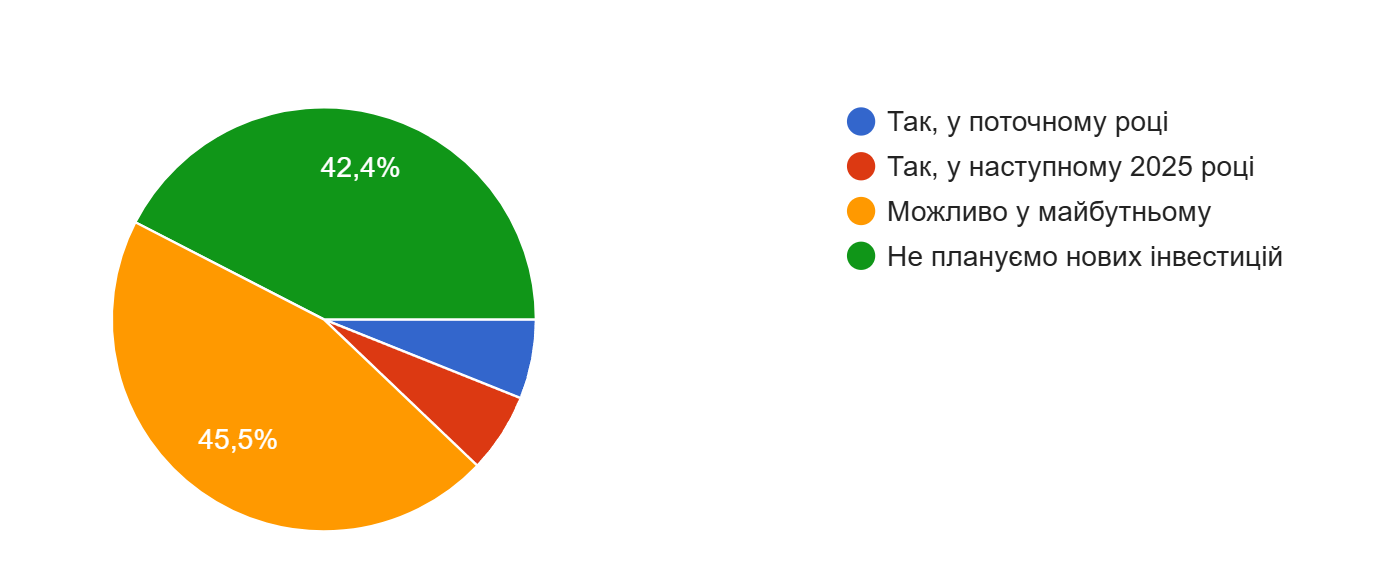 42,4%
45,5%
Так, у поточному році
Так, у наступному 2025 році
Можливо у майбутньому
Не плануємо нових інвестицій